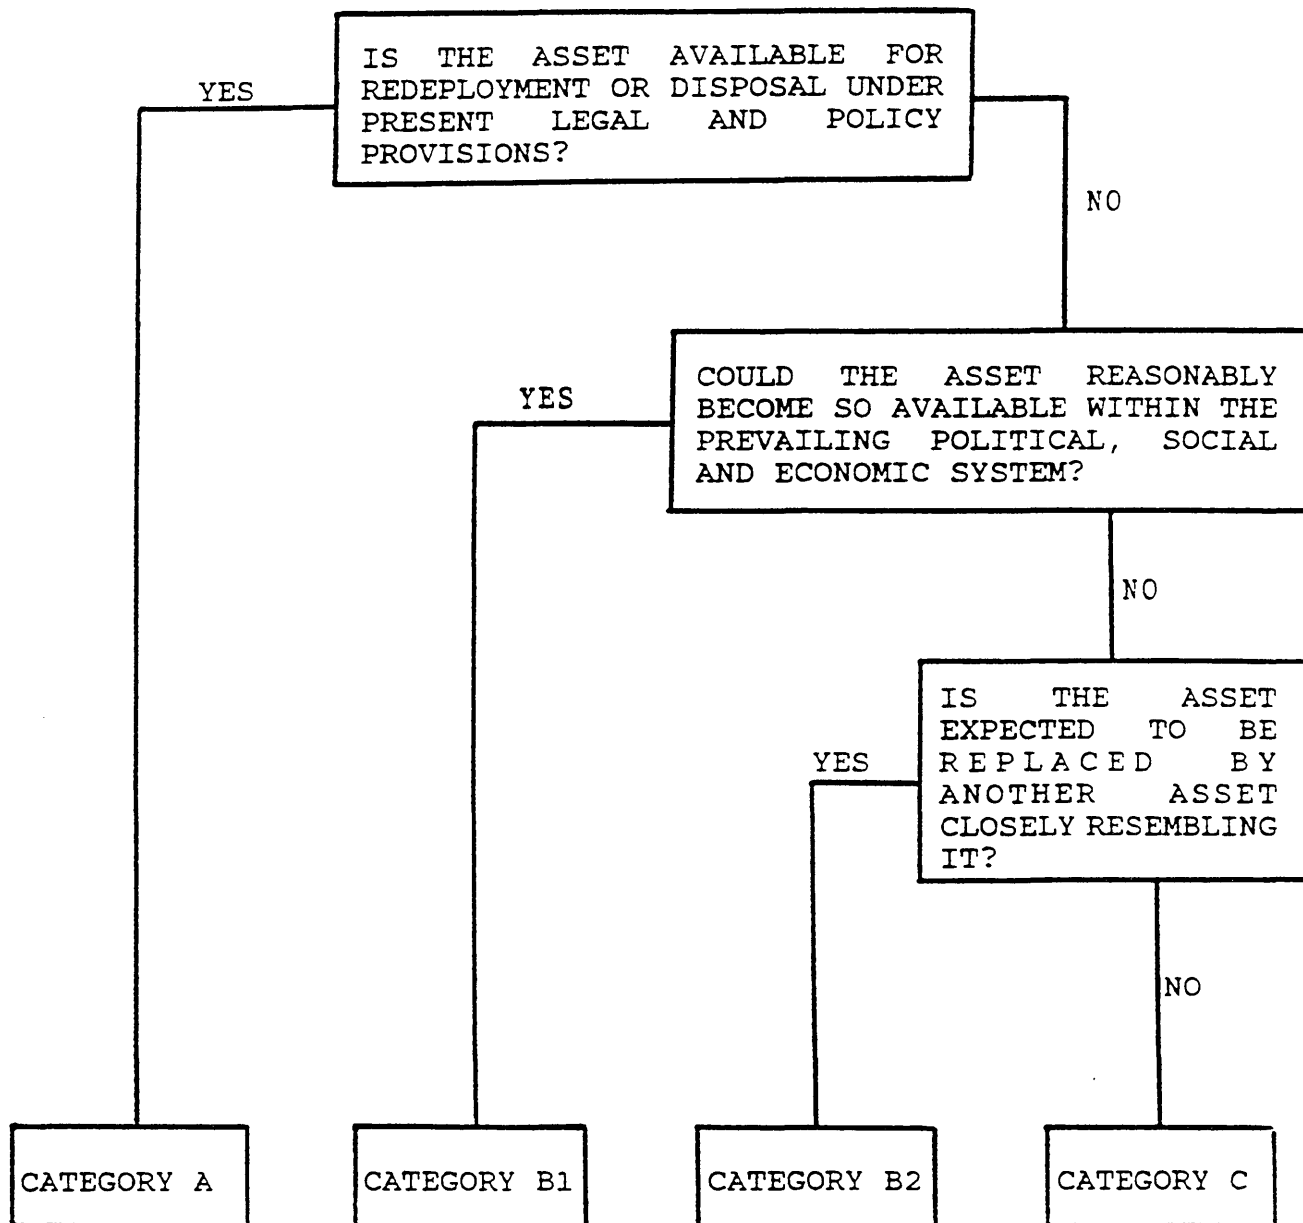 IS THE ASSET AVAILABLE FOR
REDEPLOYMENT OR DISPOSAL UNDER
PRESENT LEGAL AND POLICY
PROVISIONS?
YES
NO
COULD THE ASSET REASONABLY
BECOME SO AVAILABLE WITHIN THE
PREVAILING POLITICAL, SOCIAL
AND ECONOMIC SYSTEM?
YES
NO
IS THE ASSET
EXPECTED TO BE
REPLACED BY
ANOTHER ASSET
CLOSELY RESEMBLING
IT?
YES
NO
CATEGORY A
CATEGORY B1
CATEGORY B2
CATEGORY C